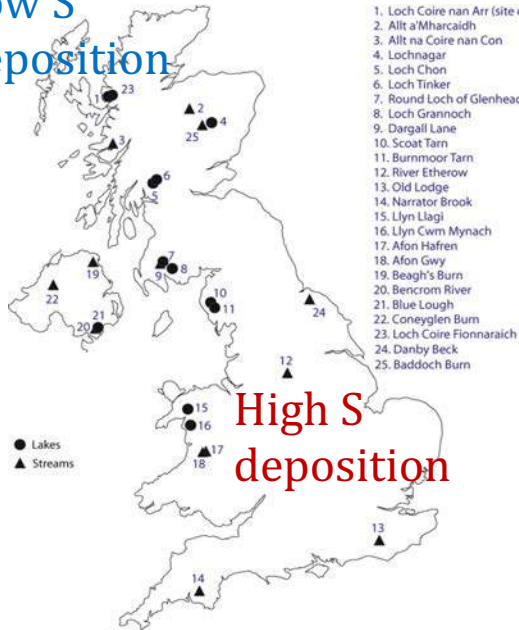 deposition
1. Loch Coire nan Arr (site
2. Allt a'Mharcaidh
3. Allt na Coire nan Con
4. Lochnagar
5. Loch Chon
6. Loch Tinker
7. Round Loch of Glenhead
8. Loch Grannoch
9. Dargall Lane
10. Scoat Tarn
11. Burnmoor Tarn
12. River Etherow
13. Old Lodge
14. Narrator Brook
15. Llyn Llagi
16. Llyn Cwm Mynach
17. Afon Hafren
18. Afon Gwy
19. Beagh's Burn
20. Bencrom River
21. Blue Lough
22. Coneyglen Burn
23. Loch Coire Fionnaraich
24. Danby Beck
25. Baddoch Burn
1
23
2
4
25
3
6
5
7
9
8
19
22
21
20
10
11
24
12
15
16
17
18
High S
deposition
Lakes
Streams
13
14